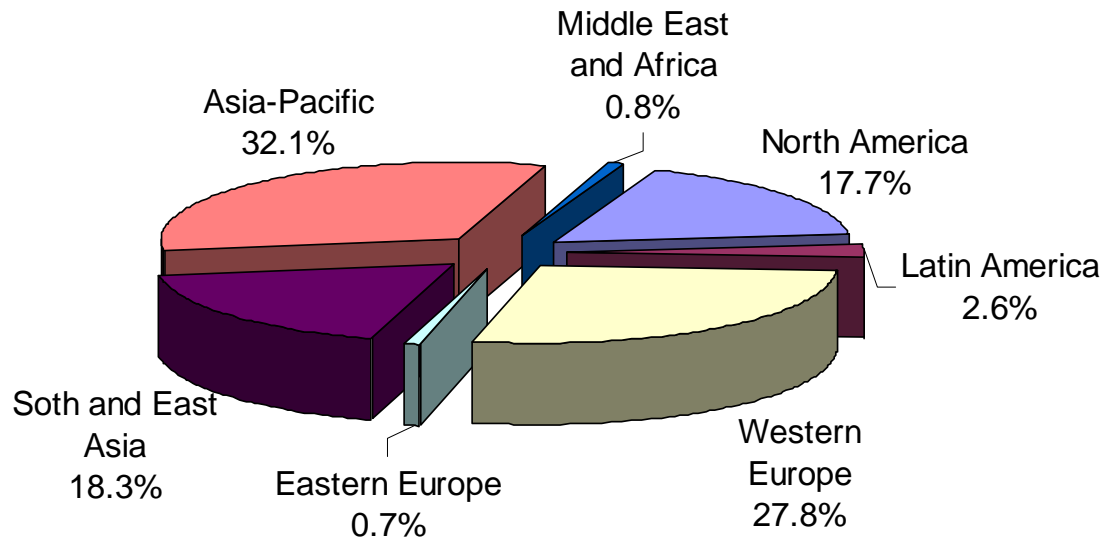 Middle East
and Africa
0.8%
Asia-Pacific
32.1%
North America
17.7%
Latin America
2.6%
Soth and East
Asia
18.3%
Eastern Europe
0.7%
Western
Europe
27.8%